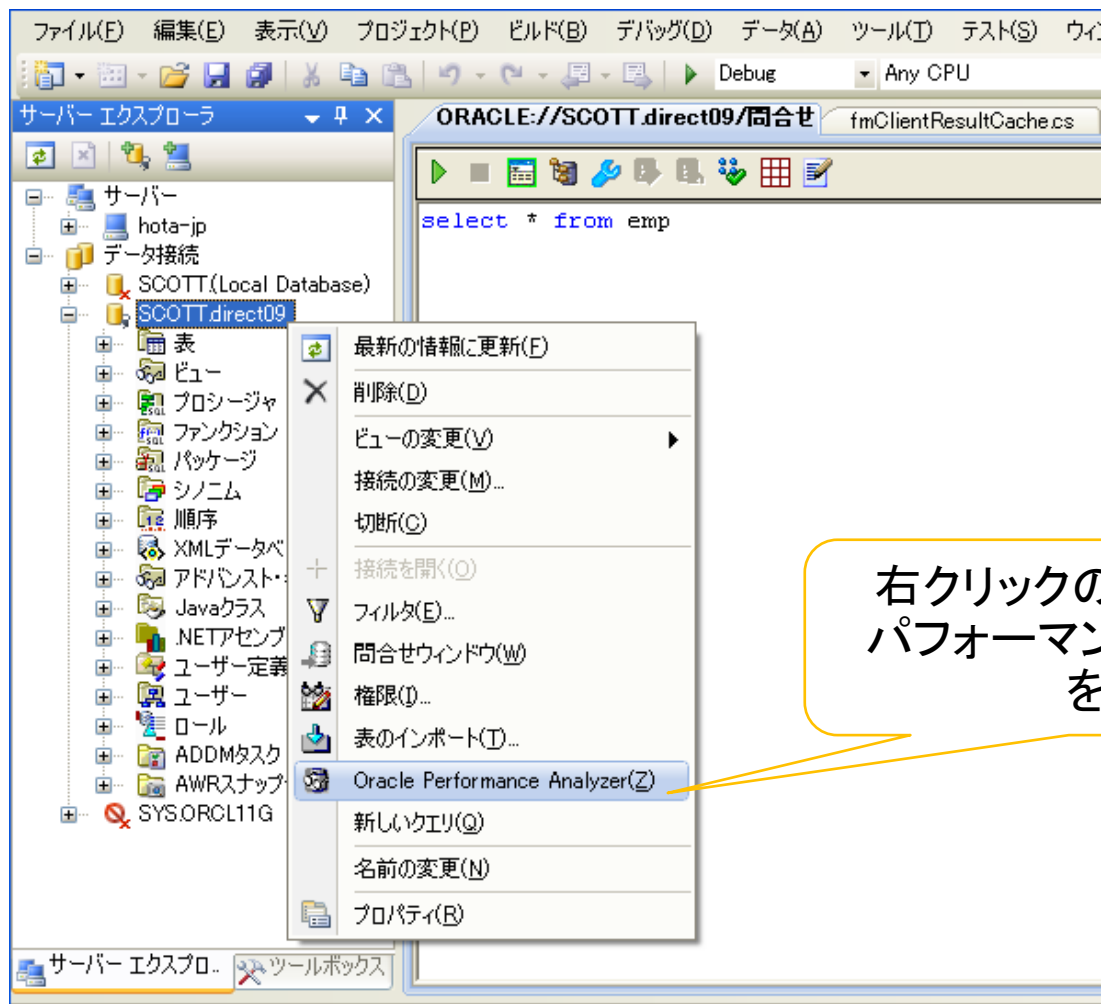 ファイル(F) 編集(E) 表示(V) プロジェクト(P) ビルド(B) デバッグ(D) データ(A) ツール(T) テスト(S) ウィン
Debug Any CPU
サーバー エクスプローラ
ORACLE://SCOTT.direct09/問合せ fmClientResultCache.cs
サーバー
hota-jp
データ接続
SCOTT.(Local Database)
SCOTT.direct09
表
ビュー
プロシージャ
ファンクション
パッケージ
シノニム
順序
XMLデータベ
アドバンスト・
Javaクラス
.NETアセンブ
ユーザー定義
ユーザー
ロール
ADDMタスク
AWRスナップ
SYS.ORCL11G
サーバー エクスプロ.. ツールボックス
select * from emp
最新の情報に更新(F)
削除(D)
ビューの変更(V)
接続の変更(M)...
切断(C)
接続を開く(O)
フィルタ(E)...
問合せウィンドウ(W)
権限(I)...
表のインポート(T)...
Oracle Performance Analyzer(Z)
新しいクエリ(Q)
名前の変更(N)
プロパティ(R)
右クリックの
パフォーマン
を